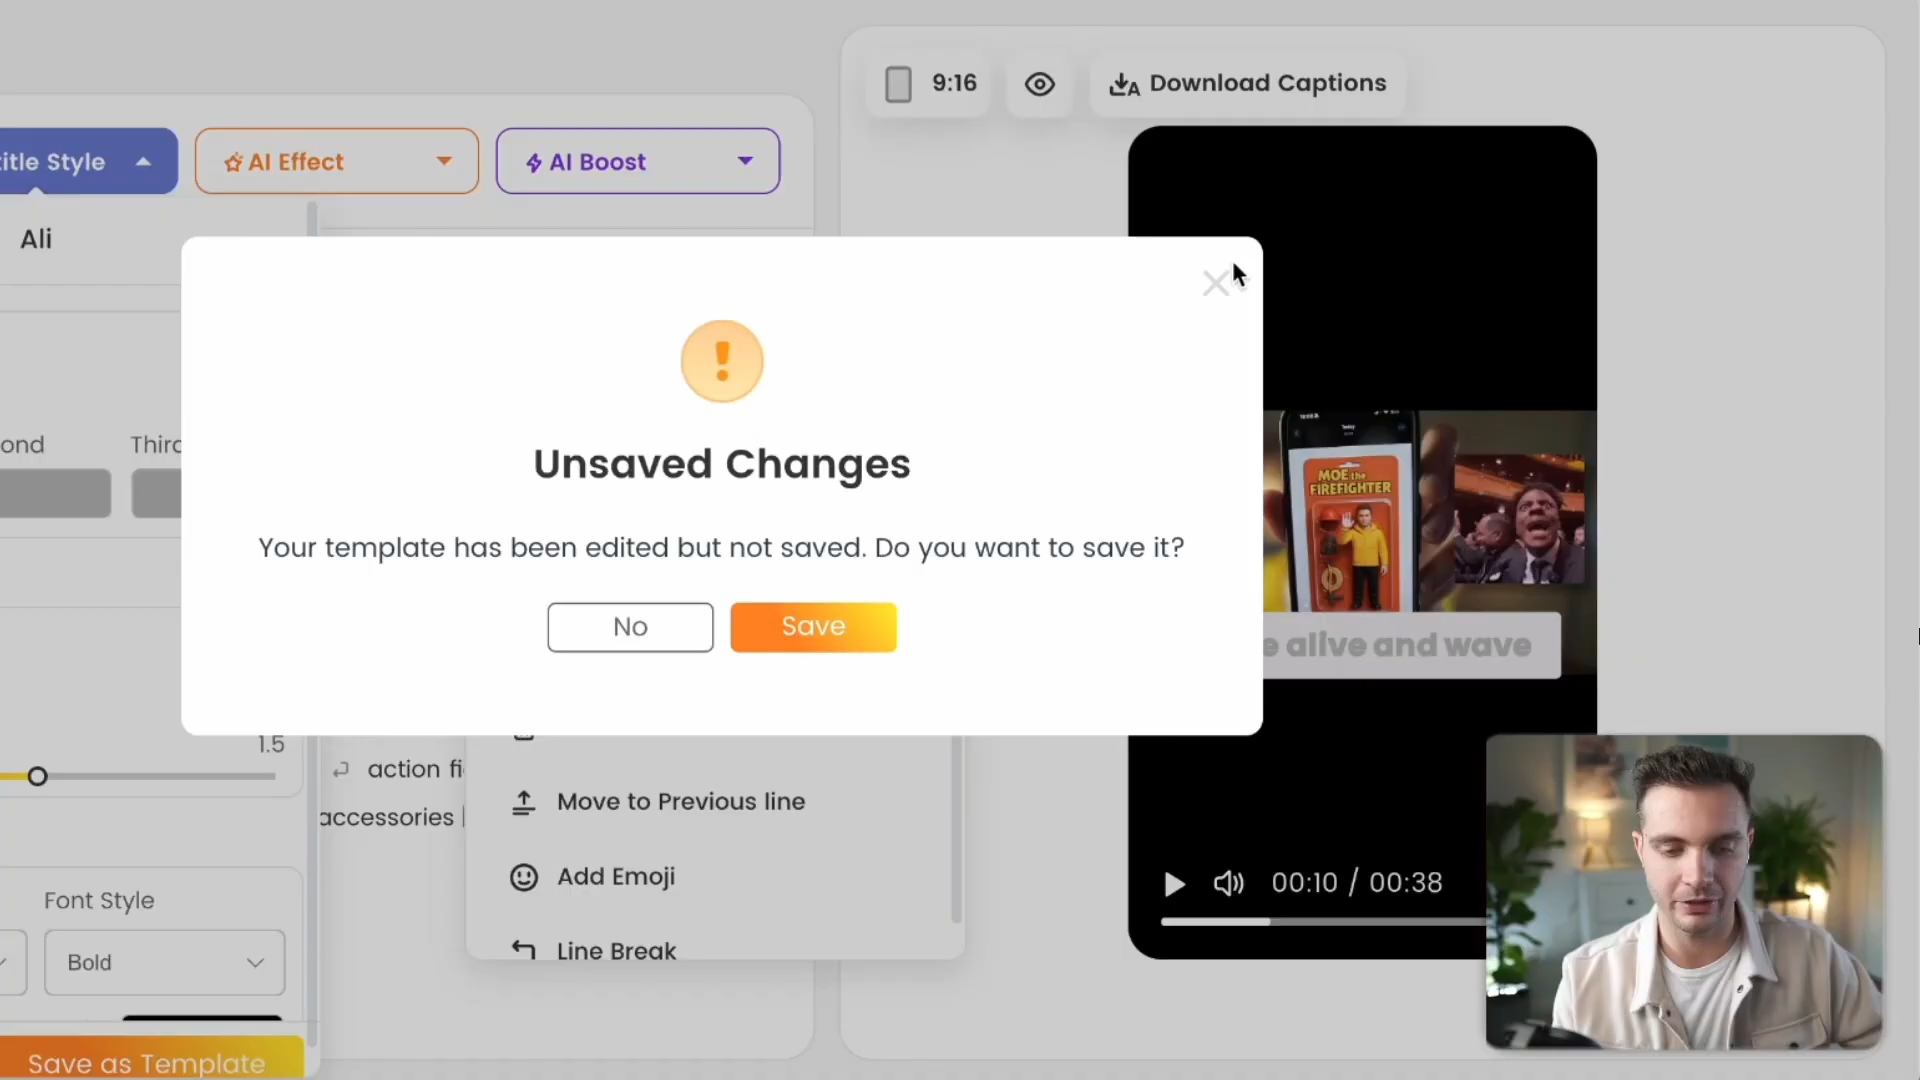 9:16
Download Captions
itle Style
AI Effect
AI Boost
Ali
Unsaved Changes
Your template has been edited but not saved. Do you want to save it?
No
Save
ond
Third
MOE the
FIREFIGHTER
e alive and wave
1.5
action fi
accessories
Move to Previous line
Add Emoji
Line Break
00:10 / 00:38
Font Style
Bold
Save as Template